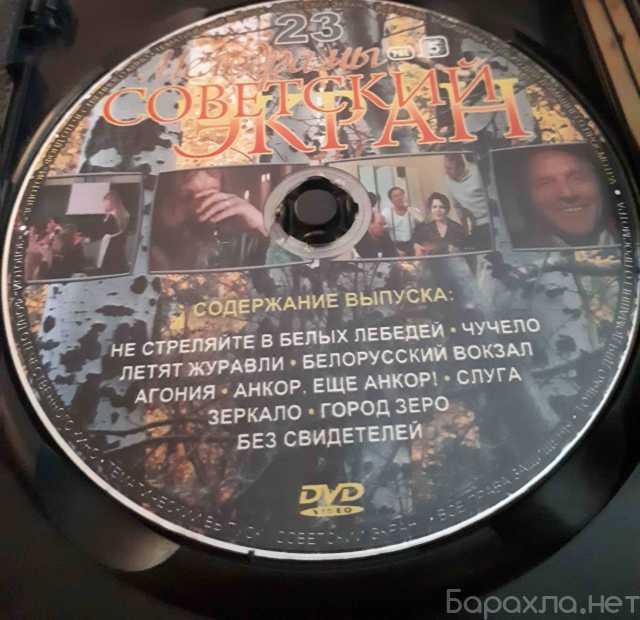 23
СОВЕТСКИЙ
ЭКРАН
5
СОДЕРЖАНИЕ ВЫПУСКА:
НЕ СТРЕЛЯЙТЕ В БЕЛЫХ ЛЕБЕДЕЙ • ЧУЧЕЛО
ЛЕТЯТ ЖУРАВЛИ • БЕЛОРУССКИЙ ВОКЗАЛ
АГОНИЯ • АНКОР, ЕЩЕ АНКОР! • СЛУГА
ЗЕРКАЛО • ГОРОД ЗЕРО
БЕЗ СВИДЕТЕЛЕЙ
DVD
VIDEO
Барахла.нет